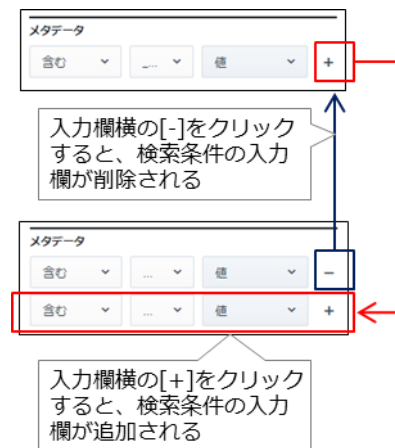 メタデータ
含む _... 値 +
入力欄横の[-]をクリック
すると、検索条件の入力
欄が削除される
メタデータ
含む ... 値 −
含む ... 値 +
入力欄横の[+]をクリック
すると、検索条件の入力
欄が追加される